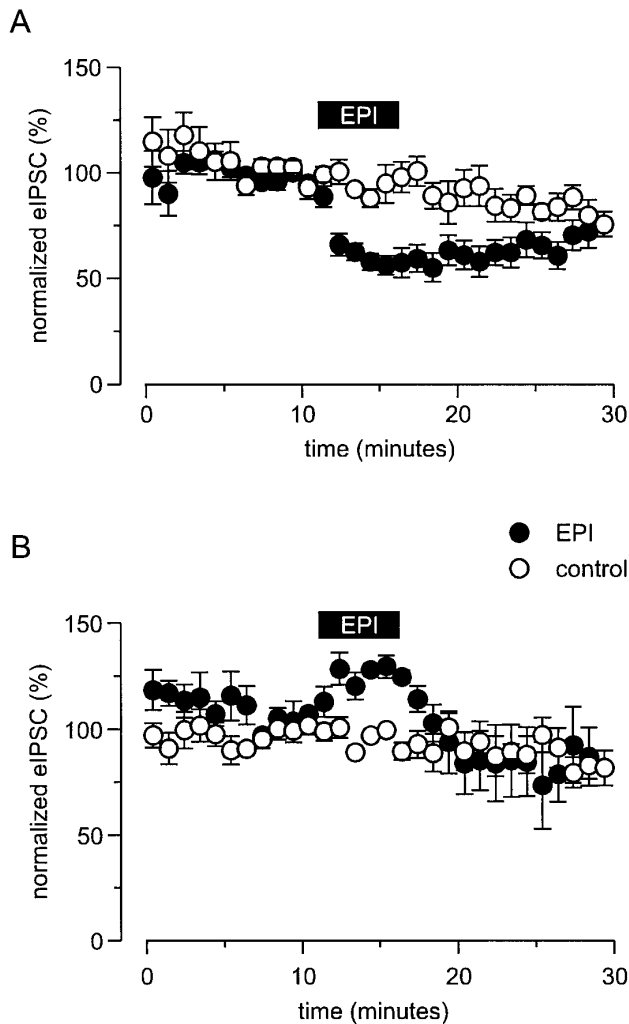 A
150
100
50
0
normalized eIPSC (%)
EPI
0 10 20 30
time (minutes)
B
EPI
control
150
100
50
0
normalized eIPSC (%)
EPI
0 10 20 30
time (minutes)